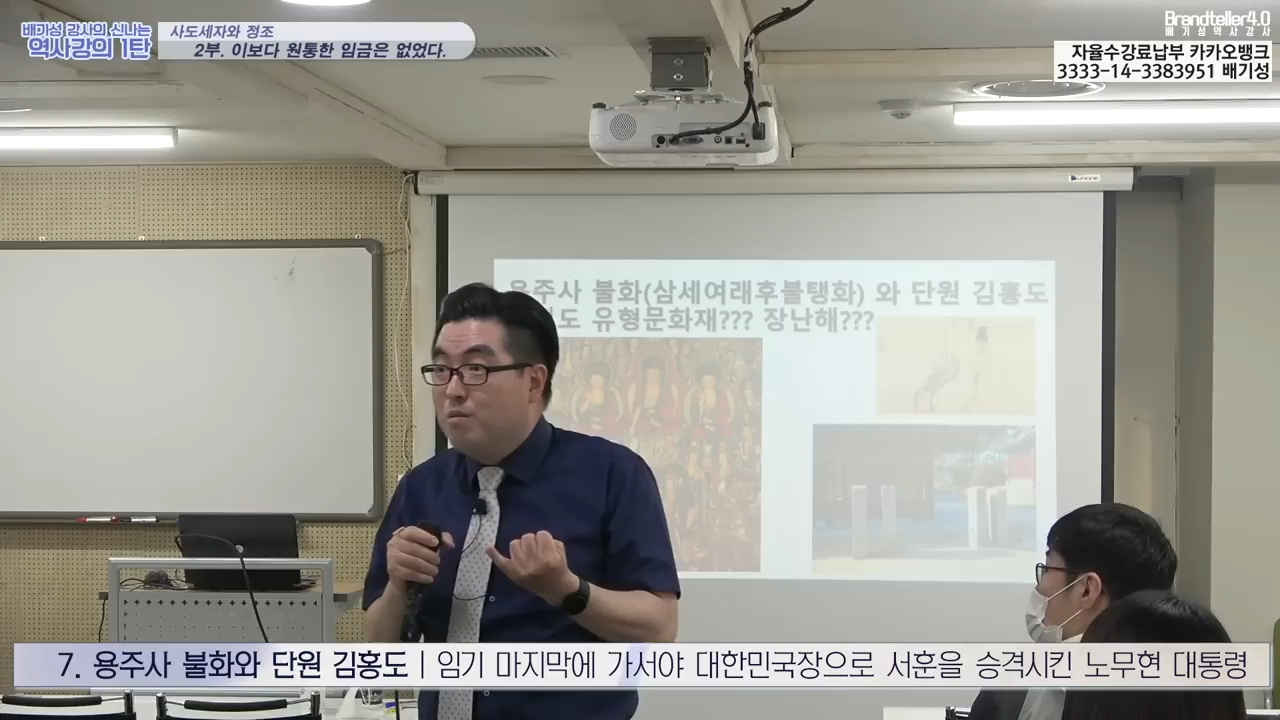 배기성 강사의 신나는
역사강의 1탄
사도세자와 정조
2부. 이보다 원통한 임금은 없었다.
Brandteller4.0
배기성역사강사
자율수강료납부 카카오뱅크
3333-14-3383951 배기성
용주사 불화(삼세여래후불탱화) 와 단원 김홍도
유형문화재??? 장난해???
7. 용주사 불화와 단원 김홍도 | 임기 마지막에 가서야 대한민국장으로 서훈을 승격시킨 노무현 대통령